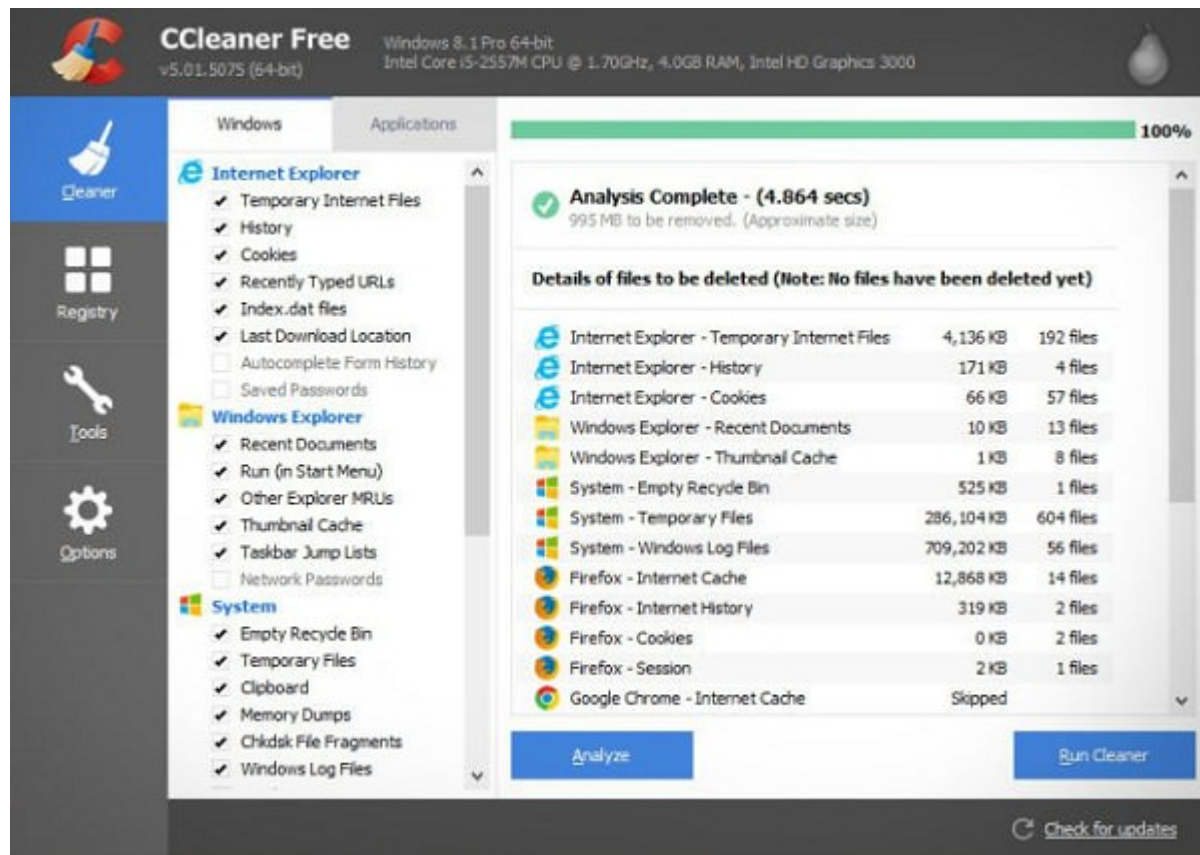 CCleaner Free
v5.01.5075 (64-bit)
Windows 8.1 Pro 64-bit
Intel Core i5-2557M CPU @ 1.70GHz, 4.0GB RAM, Intel HD Graphics 3000
Cleaner
Registry
Tools
Options
Windows Applications
Internet Explorer
Temporary Internet Files
History
Cookies
Recently Typed URLs
Index.dat files
Last Download Location
Autocomplete Form History
Saved Passwords
Windows Explorer
Recent Documents
Run (in Start Menu)
Other Explorer MRUs
Thumbnail Cache
Taskbar Jump Lists
Network Passwords
System
Empty Recycle Bin
Temporary Files
Clipboard
Memory Dumps
Chkdsk File Fragments
Windows Log Files
100%
Analysis Complete - (4.864 secs)
995 MB to be removed. (Approximate size)
Details of files to be deleted (Note: No files have been deleted yet)
Internet Explorer - Temporary Internet Files 4,136 KB 192 files
Internet Explorer - History 171 KB 4 files
Internet Explorer - Cookies 66 KB 57 files
Windows Explorer - Recent Documents 10 KB 13 files
Windows Explorer - Thumbnail Cache 1 KB 8 files
System - Empty Recycle Bin 525 KB 1 files
System - Temporary Files 286,104 KB 604 files
System - Windows Log Files 709,202 KB 56 files
Firefox - Internet Cache 12,868 KB 14 files
Firefox - Internet History 319 KB 2 files
Firefox - Cookies 0 KB 2 files
Firefox - Session 2 KB 1 files
Google Chrome - Internet Cache Skipped
Analyze
Run Cleaner
Check for updates